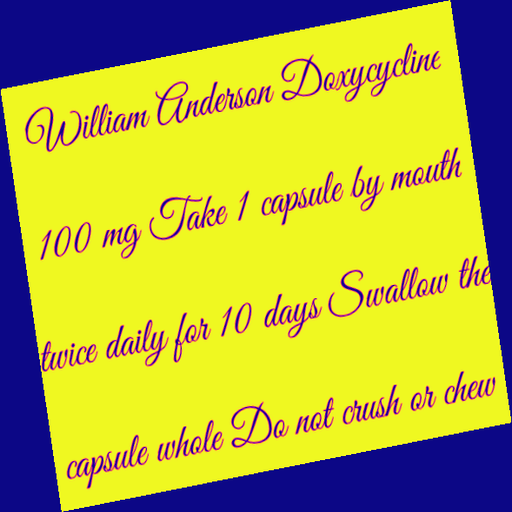 William Anderson Doxycycline
100 mg Take 1 capsule by mouth
twice daily for 10 days Swallow the
capsule whole Do not crush or chew